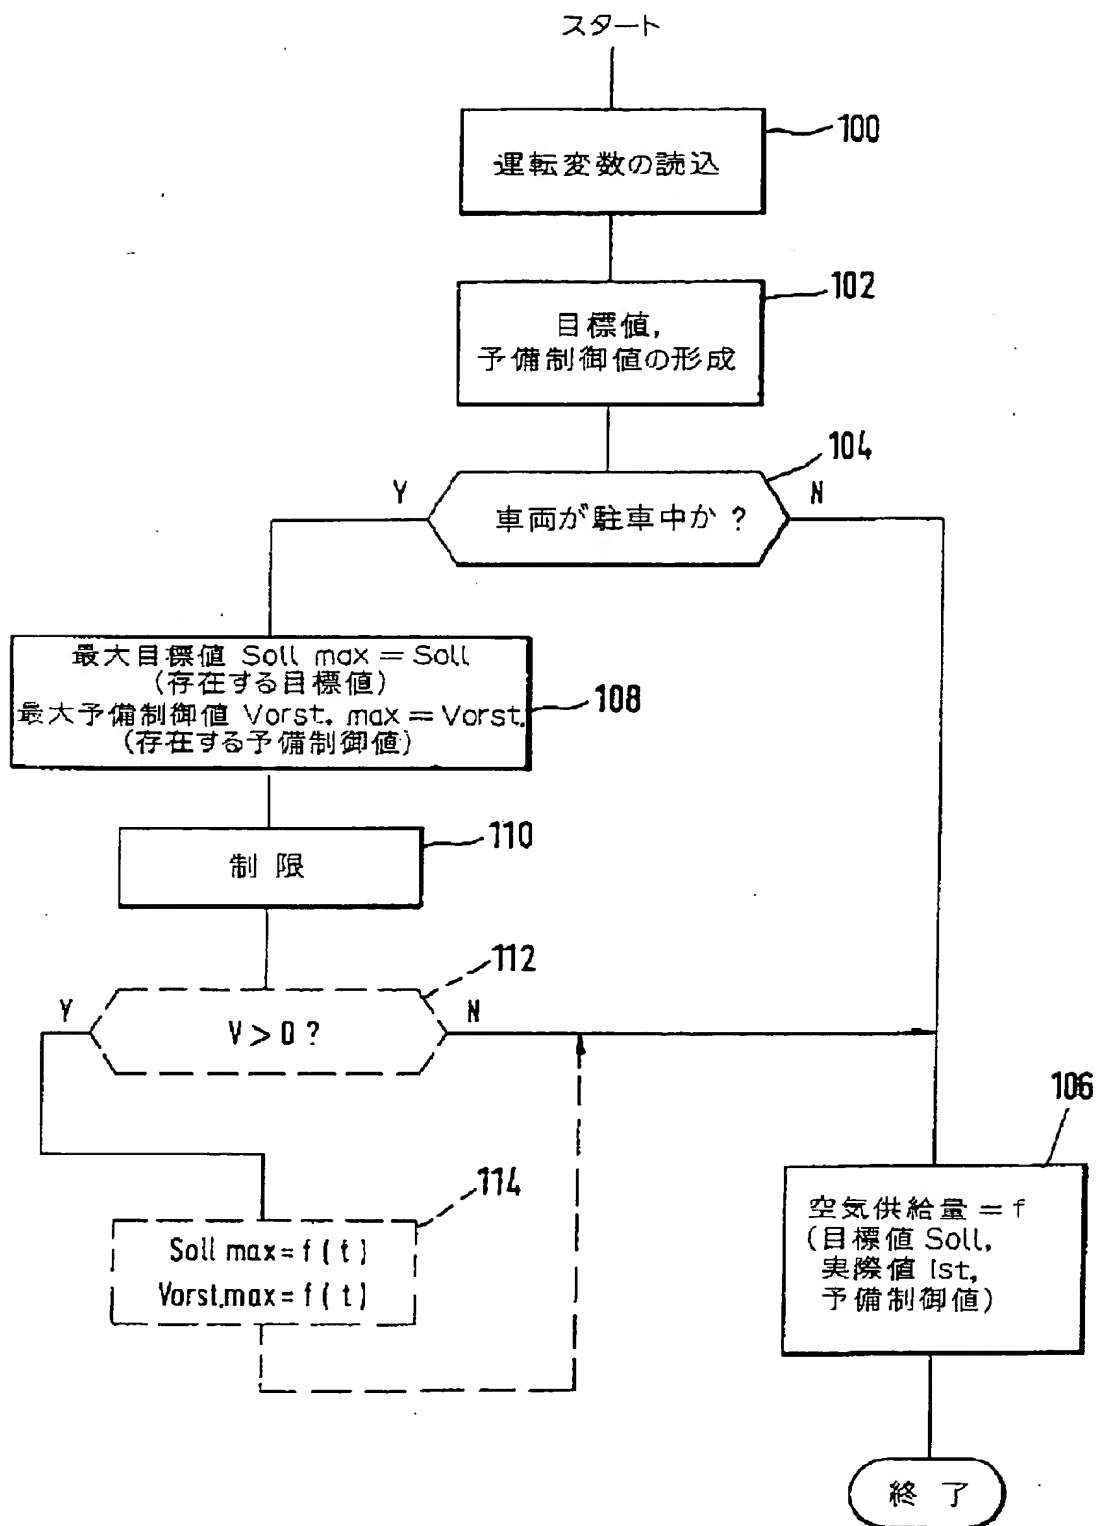 スタート
運転変数の読込
100
目標値,
予備制御値の形成
102
車両が駐車中か?
104
Y
N
最大目標値 Soll max = Soll
(存在する目標値)
最大予備制御値 Vorst. max = Vorst.
(存在する予備制御値)
108
制限
110
V > 0 ?
112
Y
N
Soll max = f ( t )
Vorst.max = f ( t )
114
空気供給量 = f
(目標値 Soll,
実際値 Ist,
予備制御値)
106
終了